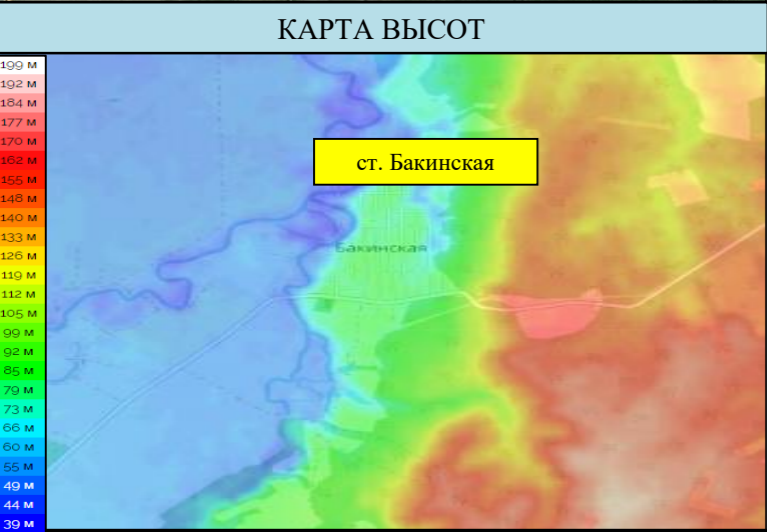 КАРТА ВЫСОТ
199 м
192 м
184 м
177 м
170 м
162 м
155 м
148 м
140 м
133 м
126 м
119 м
112 м
105 м
99 м
92 м
85 м
79 м
73 м
66 м
60 м
55 м
49 м
44 м
39 м
ст. Бакинская
Бакинская